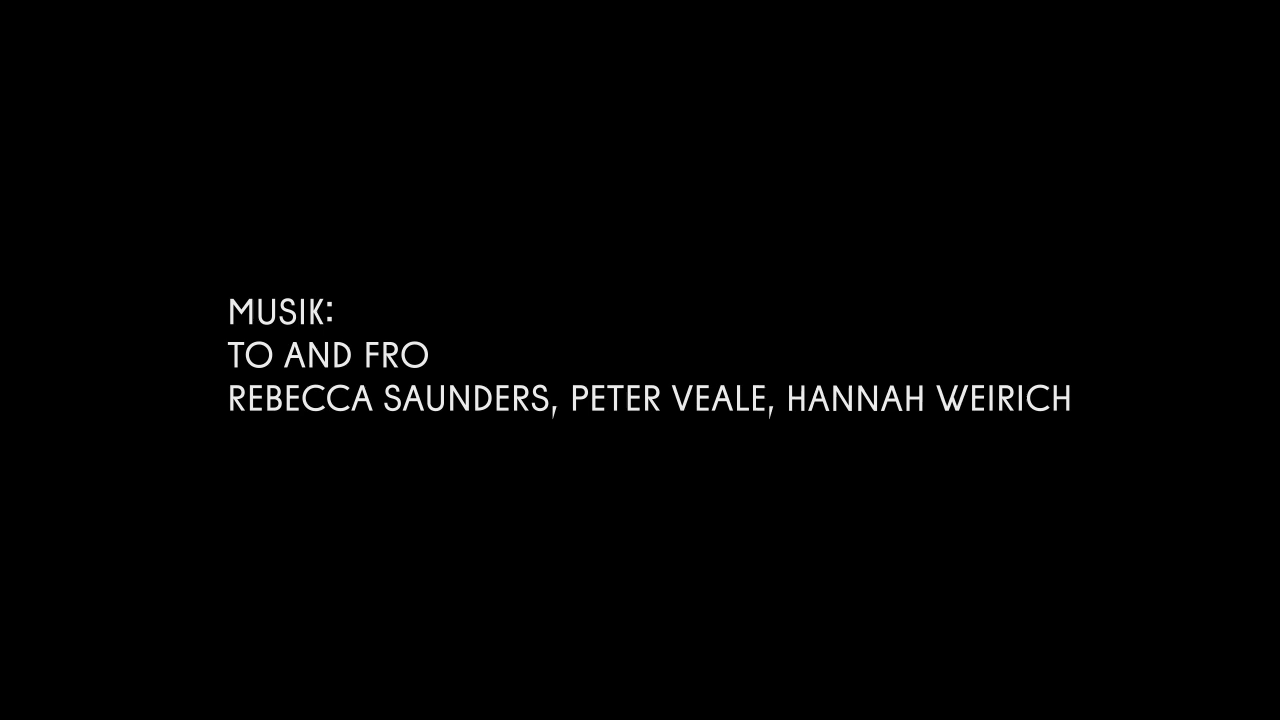 MUSIK:
TO AND FRO
REBECCA SAUNDERS, PETER VEALE, HANNAH WEIRICH